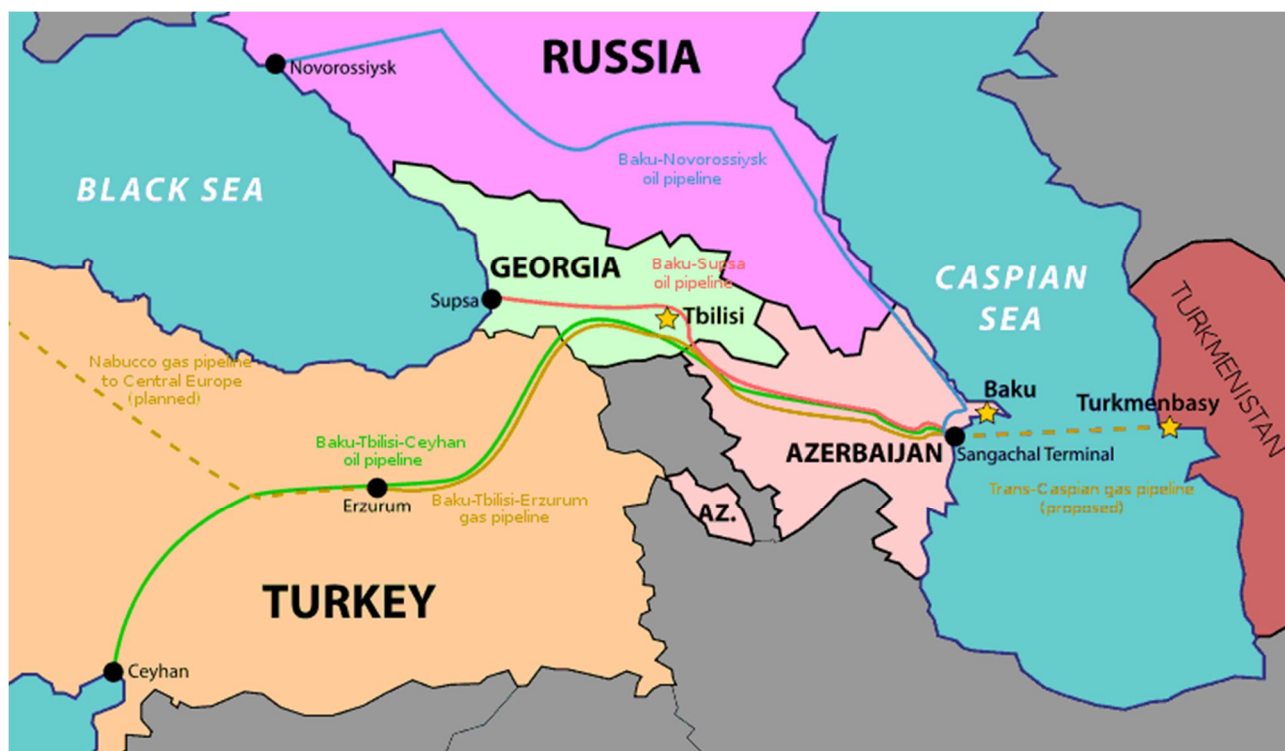 RUSSIA
Novorossiysk
Baku-Novorossiysk
oil pipeline
BLACK SEA
GEORGIA
Baku-Supsa
oil pipeline
CASPIAN
SEA
Supsa
Tbilisi
TURKMENISTAN
Nabucco gas pipeline
to Central Europe
(planned)
Baku
Turkmenbasy
Baku-Tbilisi-Ceyhan
oil pipeline
AZERBAIJAN
Sangachal Terminal
Erzurum
Baku-Tbilisi-Erzurum
gas pipeline
Trans-Caspian gas pipeline
(proposed)
AZ.
TURKEY
Ceyhan